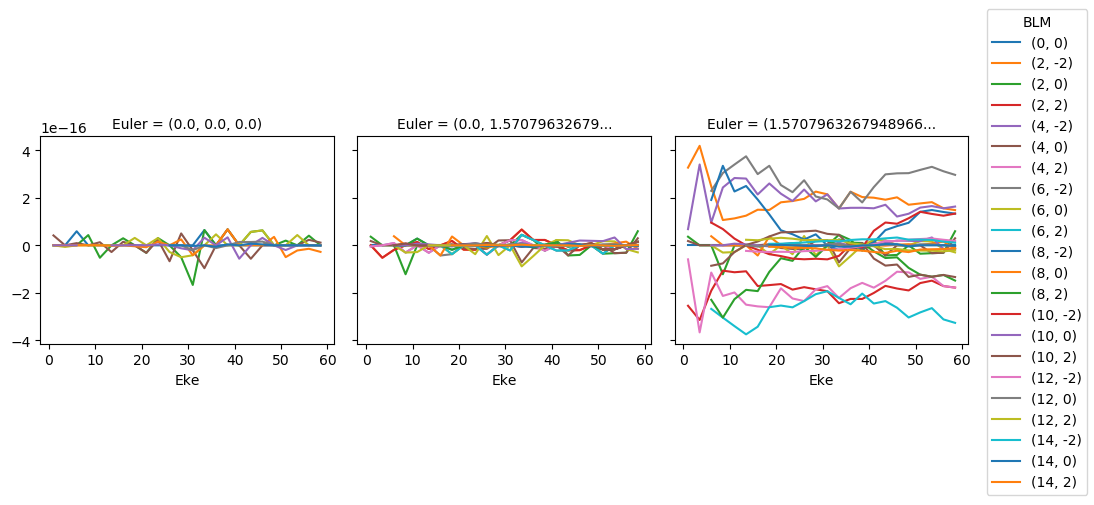 BLM
(0, 0)
(2, -2)
(2, 0)
(2, 2)
(4, -2)
(4, 0)
(4, 2)
(6, -2)
(6, 0)
(6, 2)
(8, -2)
(8, 0)
(8, 2)
(10, -2)
(10, 0)
(10, 2)
(12, -2)
(12, 0)
(12, 2)
(14, -2)
(14, 0)
(14, 2)
1e−16
Euler = (0.0, 0.0, 0.0)
Euler = (0.0, 1.57079632679...
Euler = (1.5707963267948966...
4
2
0
−2
−4
0 10 20 30 40 50 60
0 10 20 30 40 50 60
0 10 20 30 40 50 60
Eke
Eke
Eke